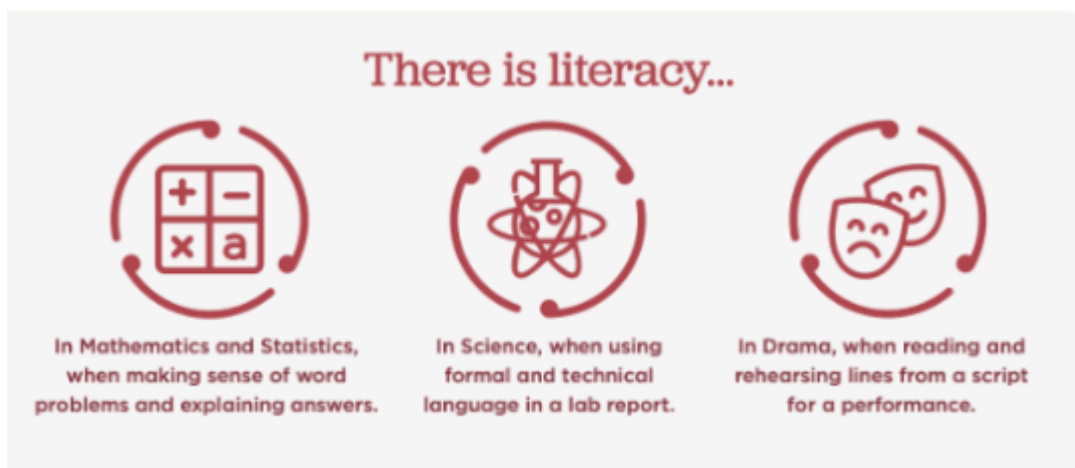 There is literacy...
+ −
x a
In Mathematics and Statistics,
when making sense of word
problems and explaining answers.
In Science, when using
formal and technical
language in a lab report.
In Drama, when reading and
rehearsing lines from a script
for a performance.